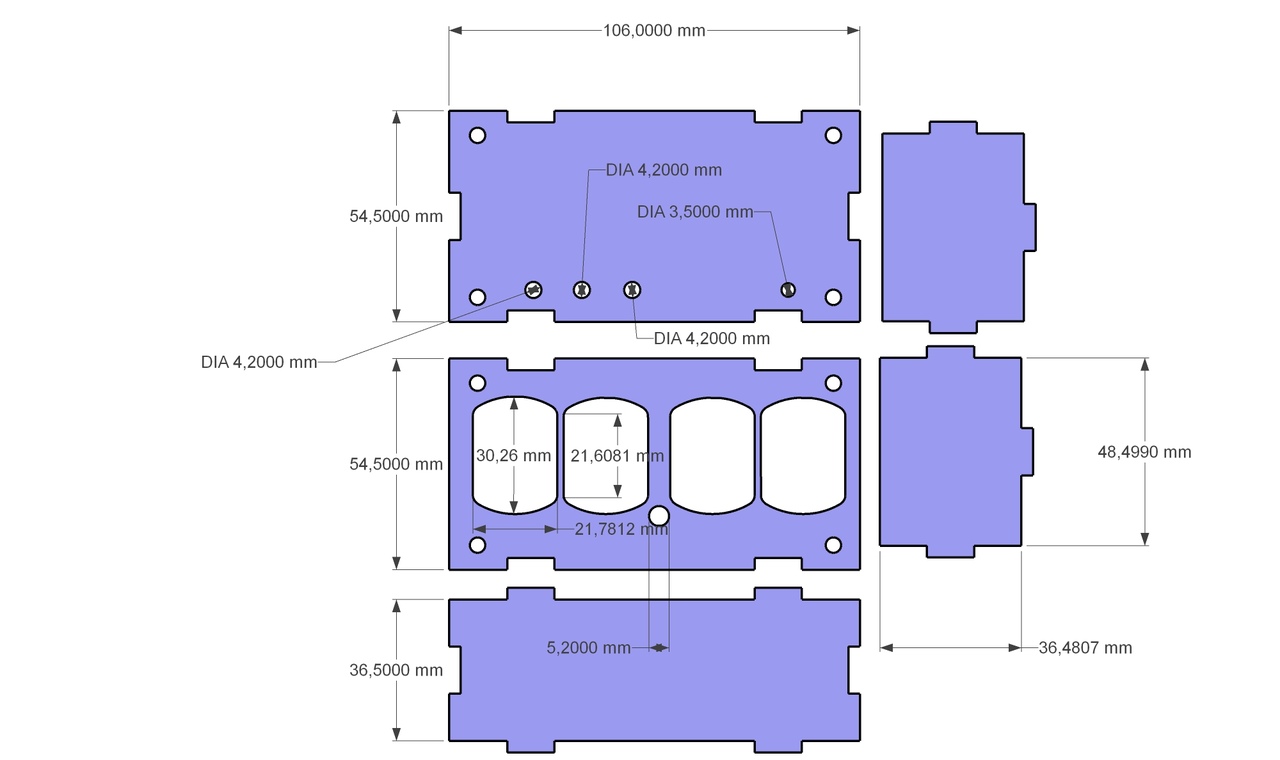 106,0000 mm
DIA 4,2000 mm
DIA 3,5000 mm
54,5000 mm
DIA 4,2000 mm
DIA 4,2000 mm
30,26 mm
21,6081 mm
48,4990 mm
54,5000 mm
21,7812 mm
5,2000 mm
36,4807 mm
36,5000 mm